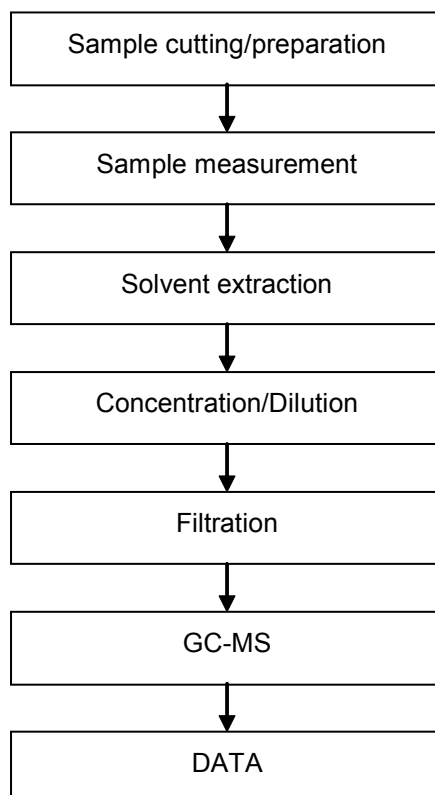 Sample cutting/preparation
Sample measurement
Solvent extraction
Concentration/Dilution
Filtration
GC-MS
DATA